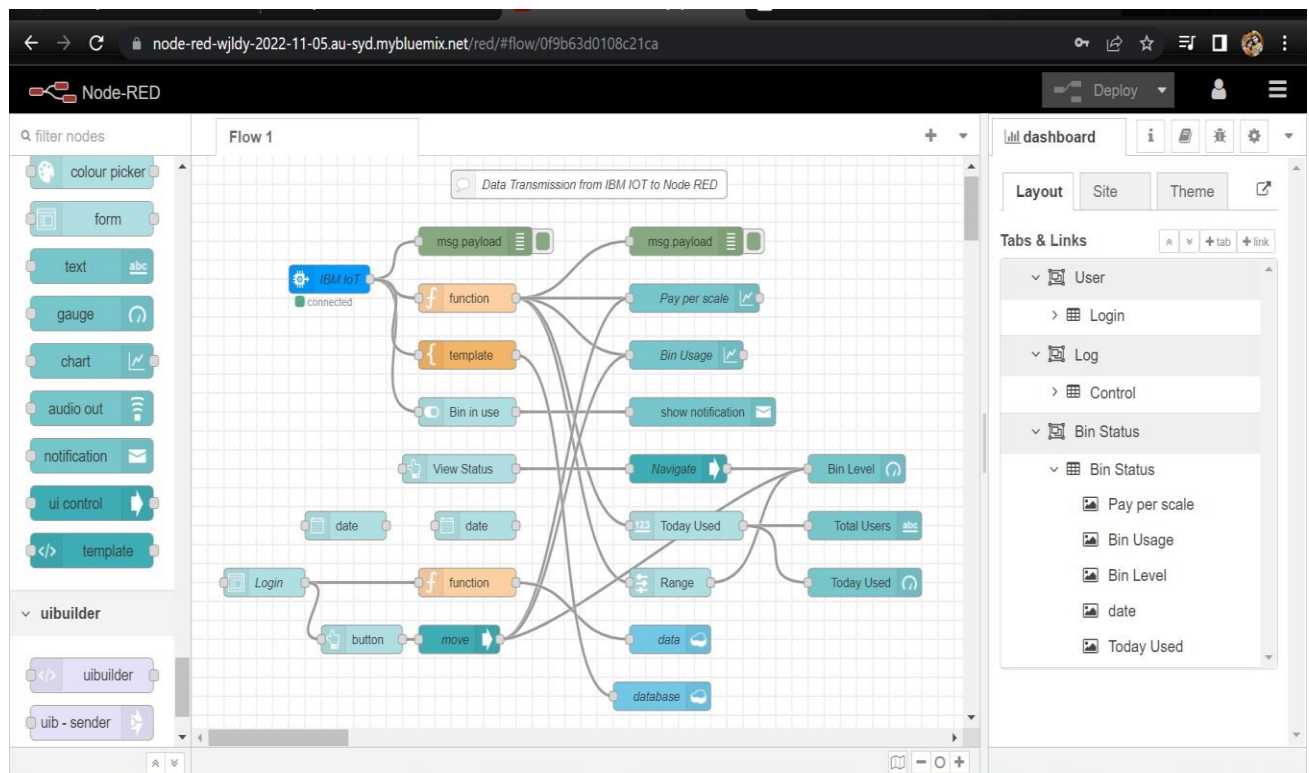 node-red-wjldy-2022-11-05.au-syd.mybluemix.net/red/#flow/0f9b63d0108c21ca
Node-RED
Deploy
filter nodes
colour picker
form
text
abc
gauge
chart
audio out
notification
ui control
</> template
uibuilder
</> uibuilder
uib - sender
Flow 1
Data Transmission from IBM IOT to Node RED
msg.payload
msg.payload
IBM IoT
connected
f function
Pay per scale
{ template
Bin Usage
Bin in use
show notification
View Status
Navigate
Bin Level
date
date
123 Today Used
Total Users abc
Login
f function
Range
Today Used
button
move
data
database
dashboard
i
Layout
Site
Theme
Tabs & Links
+ tab
+ link
User
Login
Log
Control
Bin Status
Bin Status
Pay per scale
Bin Usage
Bin Level
date
Today Used